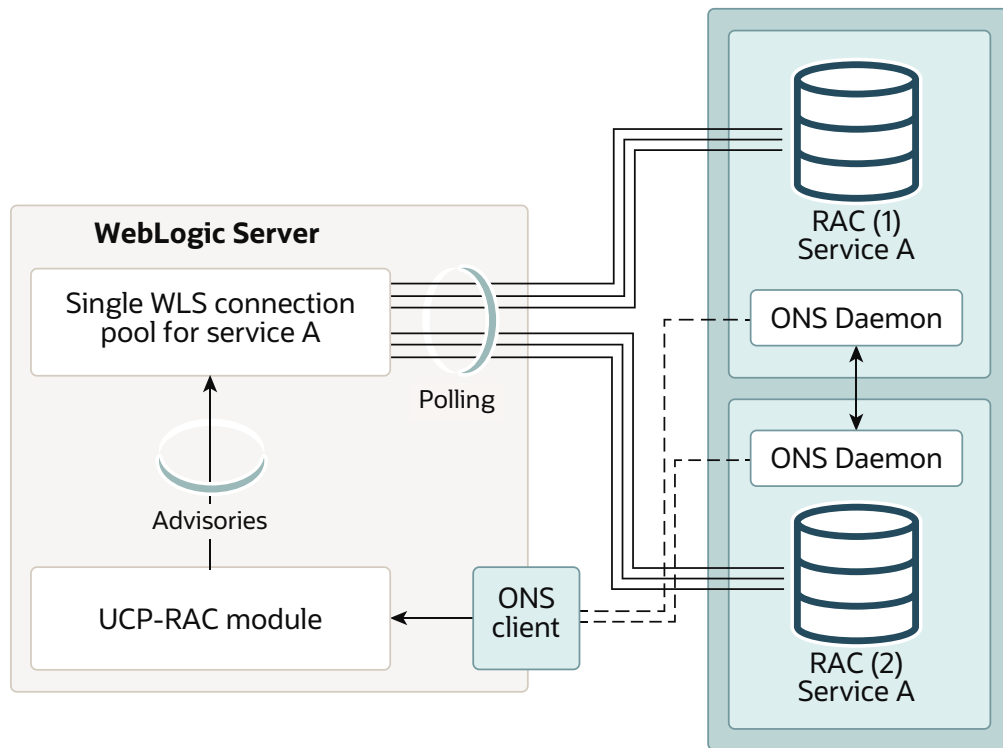 WebLogic Server
Single WLS connection
pool for service A
Polling
Advisories
UCP-RAC module
ONS
client
RAC (1)
Service A
ONS Daemon
ONS Daemon
RAC (2)
Service A